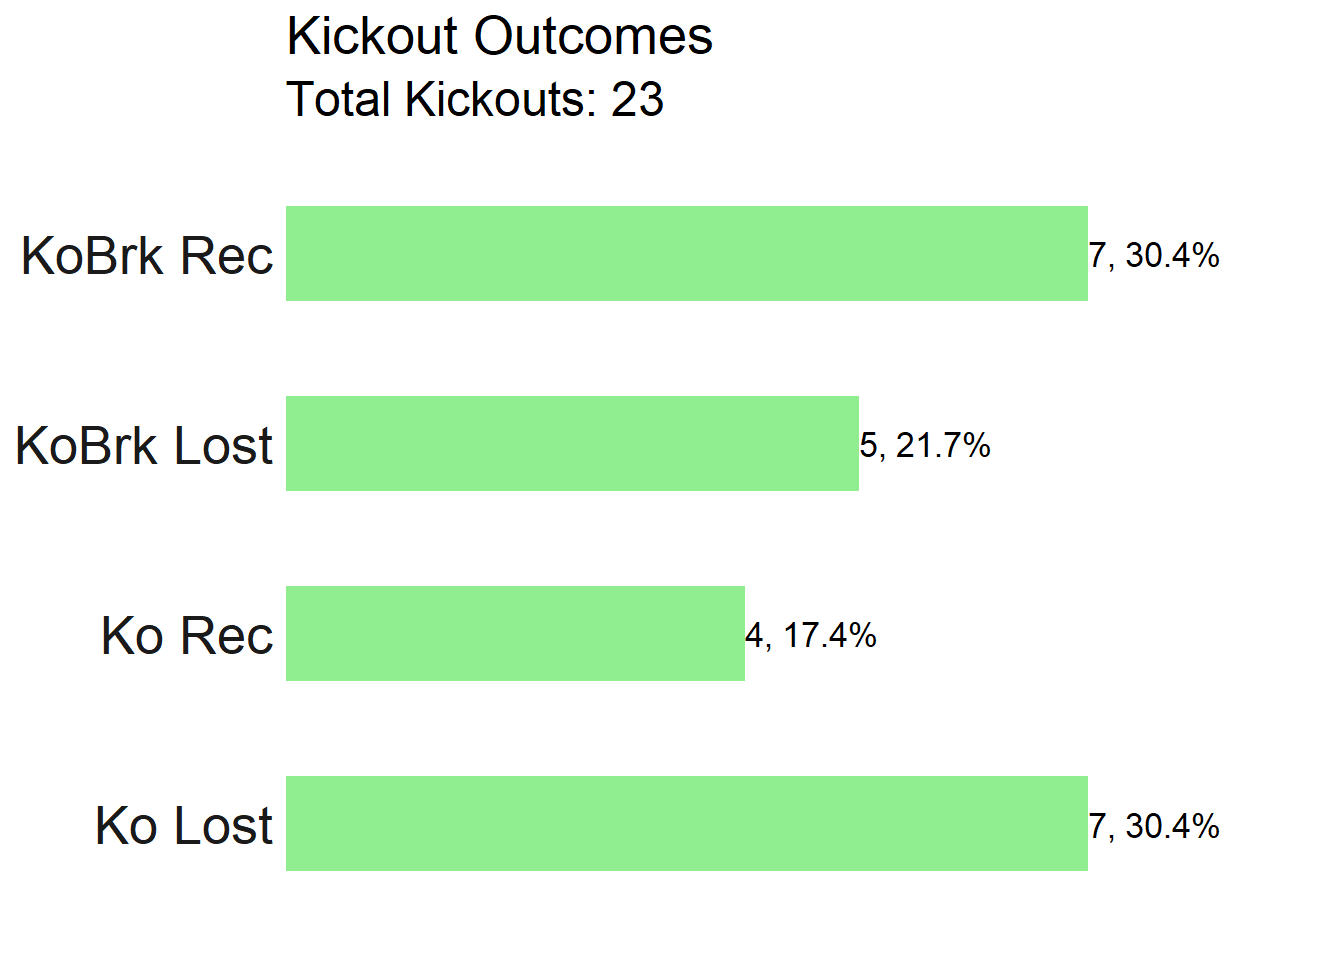 Kickout Outcomes
Total Kickouts: 23
KoBrk Rec 7, 30.4%
KoBrk Lost 5, 21.7%
Ko Rec 4, 17.4%
Ko Lost 7, 30.4%